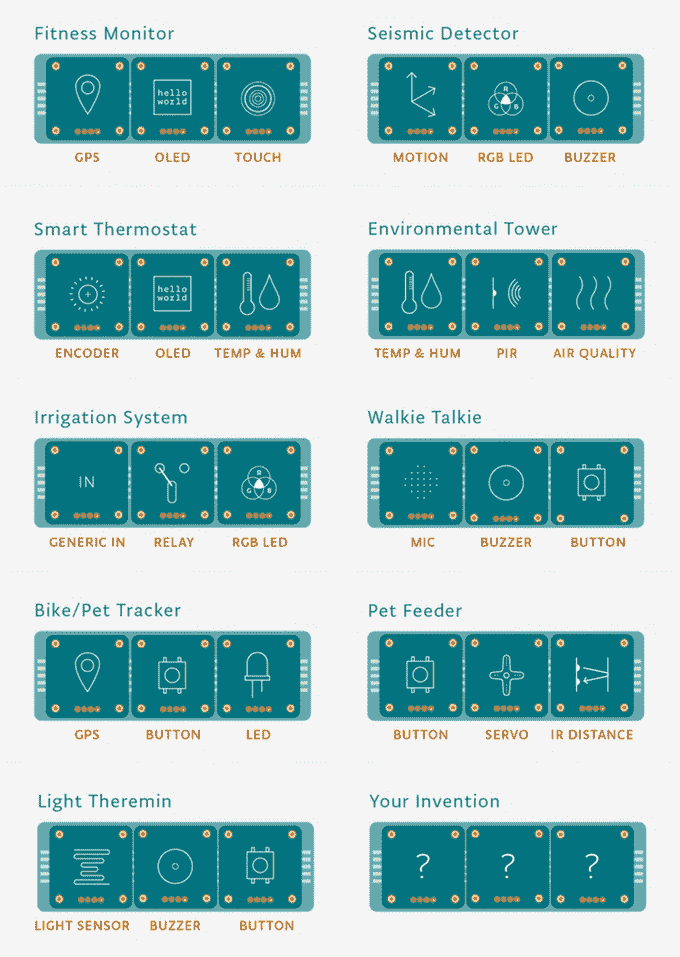 Fitness Monitor
hello
world
GPS OLED TOUCH
Seismic Detector
R
G B
MOTION RGB LED BUZZER
Smart Thermostat
hello
world
ENCODER OLED TEMP & HUM
Environmental Tower
TEMP & HUM PIR AIR QUALITY
Irrigation System
IN
R
G B
GENERIC IN RELAY RGB LED
Walkie Talkie
MIC BUZZER BUTTON
Bike/Pet Tracker
GPS BUTTON LED
Pet Feeder
BUTTON SERVO IR DISTANCE
Light Theremin
LIGHT SENSOR BUZZER BUTTON
Your Invention
? ? ?